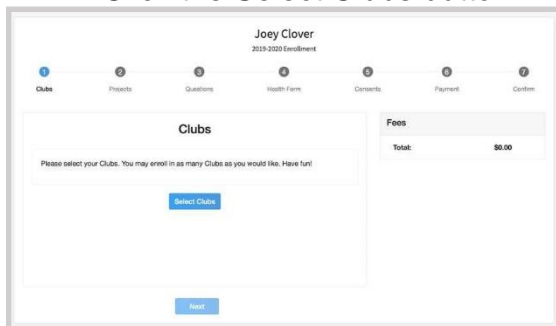 Joey Clover
2019-2020 Enrollment
1 2 3 4 5 6 7
Clubs Projects Questions Health Form Consents Payment Confirm
Clubs
Please select your Clubs. You may enroll in as many Clubs as you would like. Have fun!
Select Clubs
Next
Fees
Total: $0.00